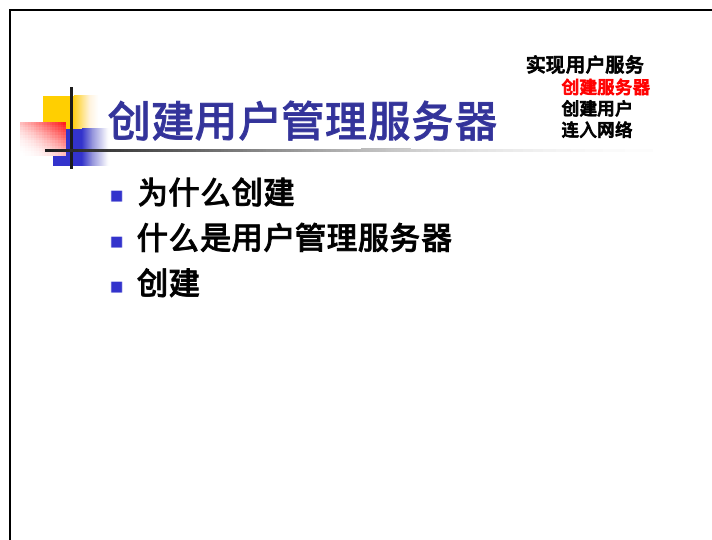 实现用户服务
创建服务器
创建用户
连入网络
创建用户管理服务器
为什么创建
什么是用户管理服务器
创建